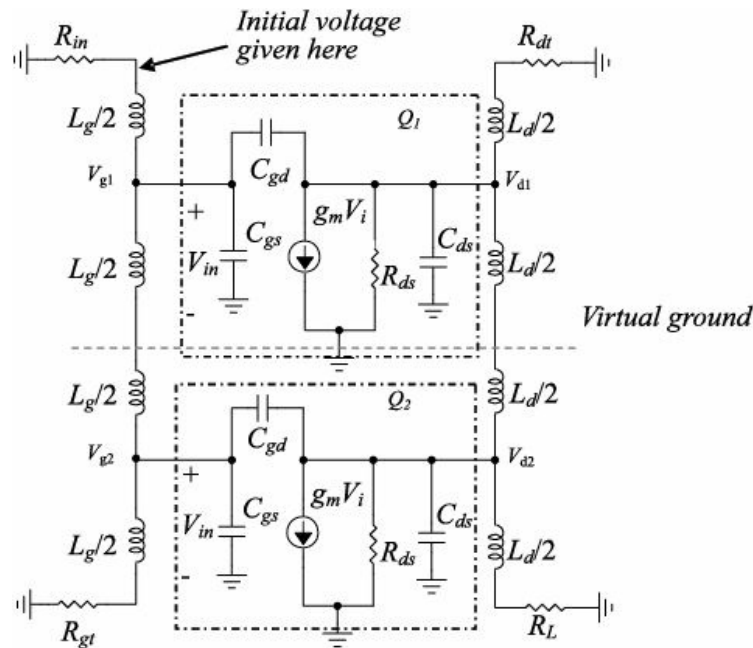 R_in
Initial voltage
given here
R_dt
L_g/2
Q_1
L_d/2
C_gd
V_g1
V_d1
+
g_mV_i
C_gs
C_ds
L_g/2
V_in
L_d/2
R_ds
-
Virtual ground
L_g/2
Q_2
L_d/2
C_gd
V_g2
V_d2
+
g_mV_i
C_gs
C_ds
L_g/2
V_in
L_d/2
R_ds
-
R_gt
R_L